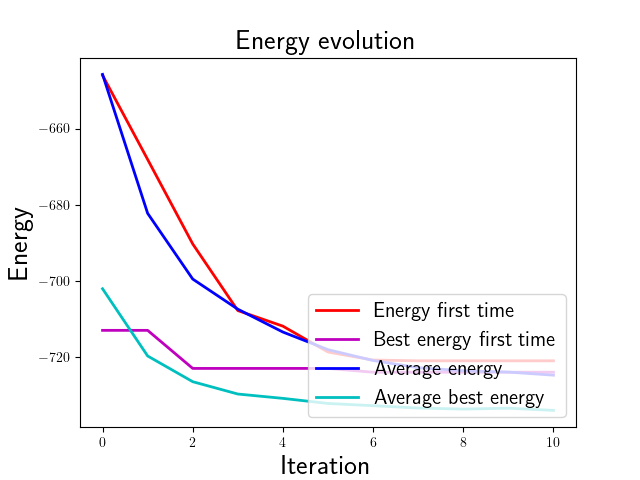 Energy evolution
Energy
−660
−680
−700
−720
Energy first time
Best energy first time
Average energy
Average best energy
0 2 4 6 8 10
Iteration